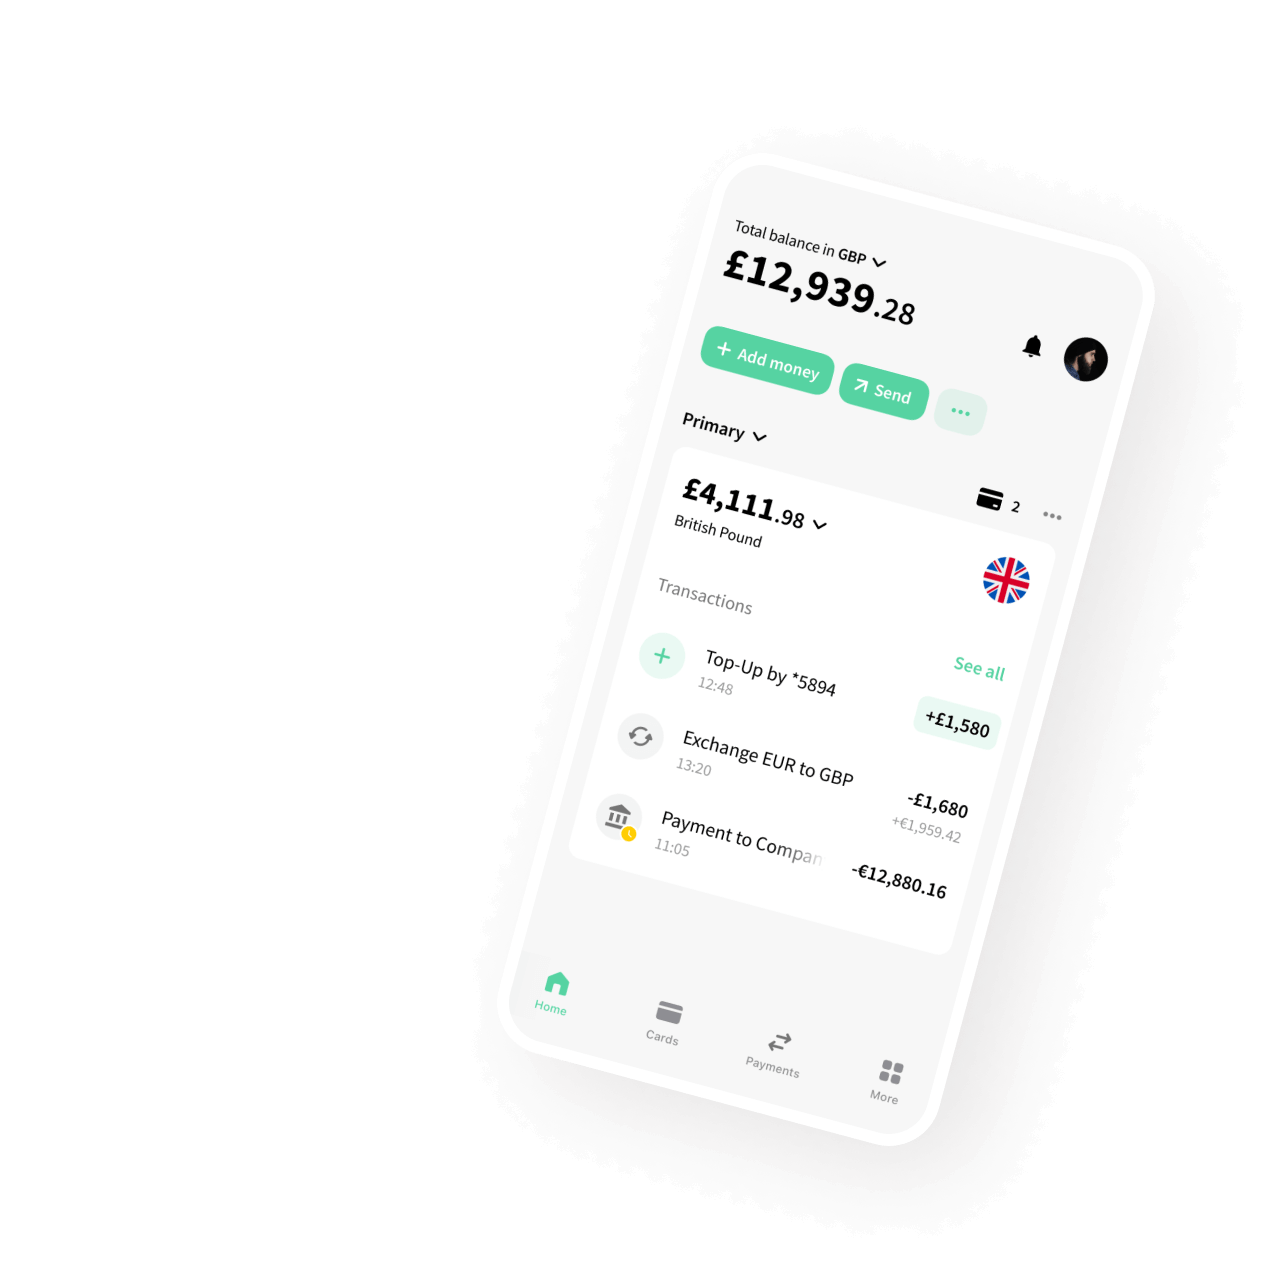 Total balance in GBP
£12,939.28
Add money
Send
Primary
2
£4,111.98
British Pound
Transactions
See all
Top-Up by *5894
12:48
+£1,580
Exchange EUR to GBP
13:20
-£1,680
+€1,959.42
Payment to Compan
11:05
-€12,880.16
Home
Cards
Payments
More